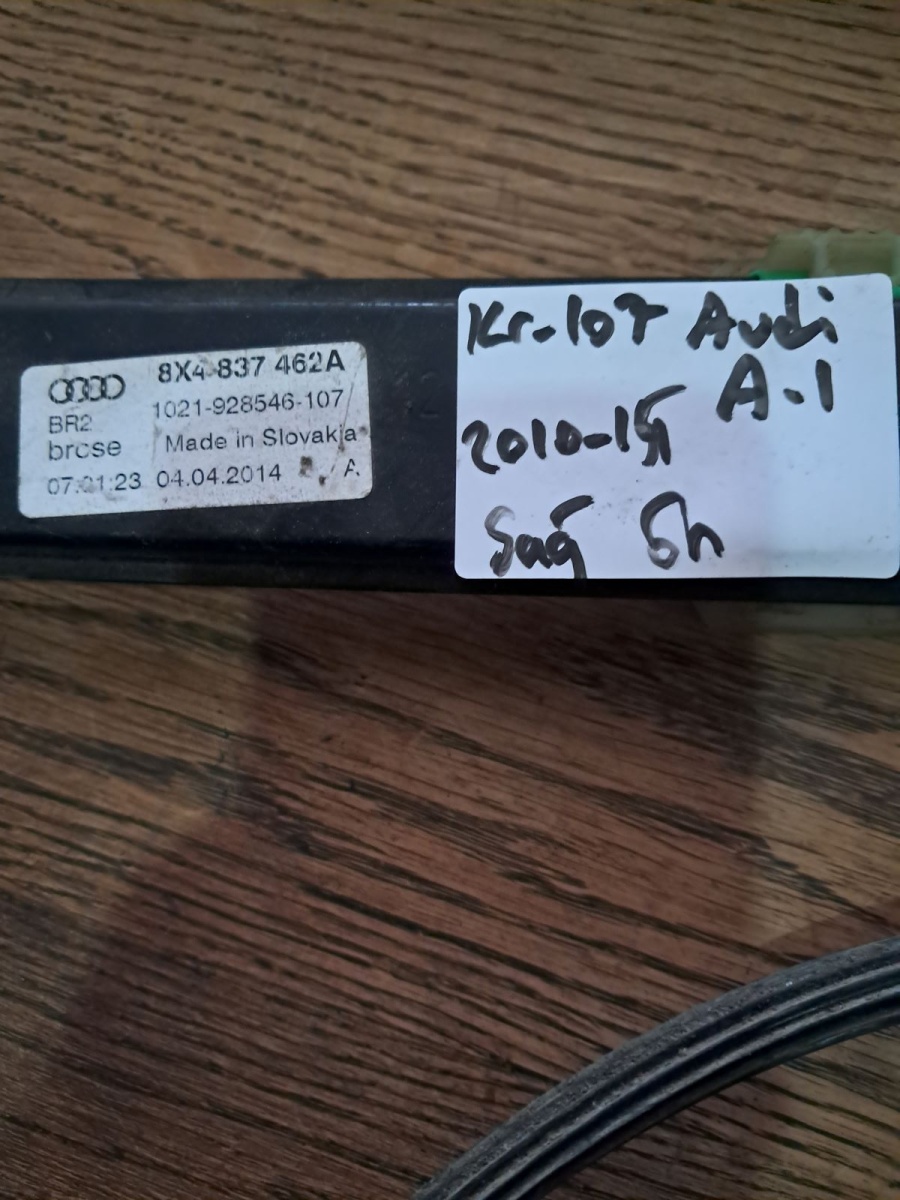 8X4 837 462A
BR2 1021-928546-107
brose Made in Slovakia
07:01:23 04.04.2014 A.
Kr-107 Audi
A-1
2010-15
Sağ Ön